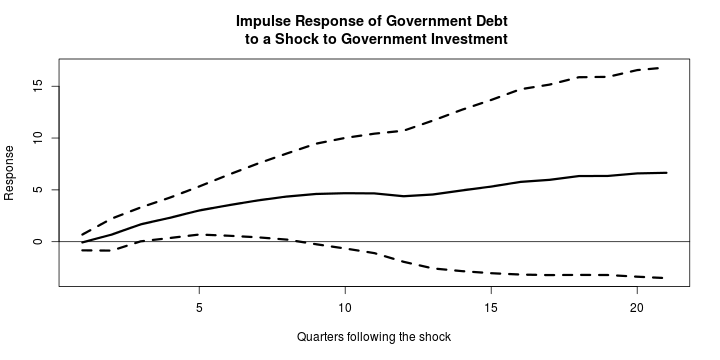 Impulse Response of Government Debt
to a Shock to Government Investment
15
10
5
0
Response
5
10
15
20
Quarters following the shock